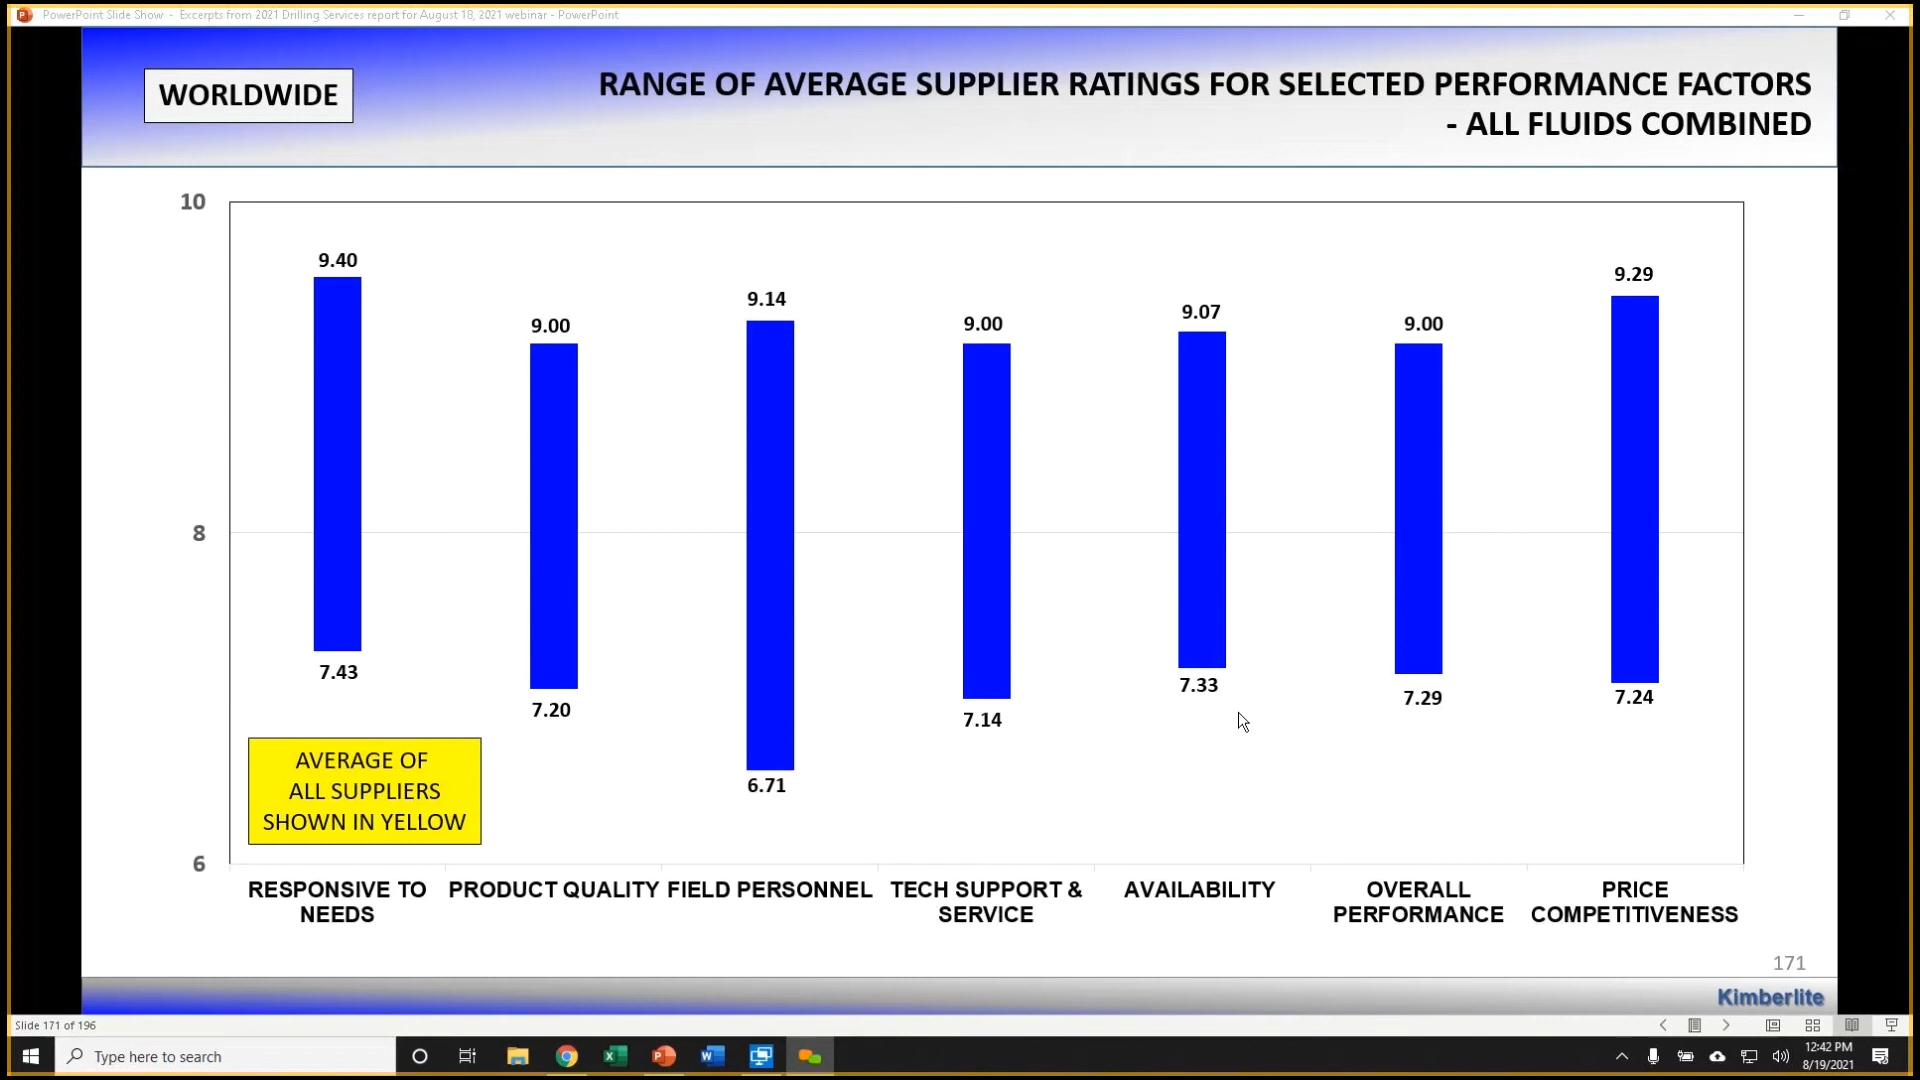 PowerPoint Slide Show - Excerpts from 2021 Drilling Services report for August 18, 2021 webinar - PowerPoint
WORLDWIDE
RANGE OF AVERAGE SUPPLIER RATINGS FOR SELECTED PERFORMANCE FACTORS
- ALL FLUIDS COMBINED
10
8
6
9.40
9.00
9.14
9.00
9.07
9.00
9.29
7.43
7.20
6.71
7.14
7.33
7.29
7.24
AVERAGE OF
ALL SUPPLIERS
SHOWN IN YELLOW
RESPONSIVE TO
NEEDS
PRODUCT QUALITY
FIELD PERSONNEL
TECH SUPPORT &
SERVICE
AVAILABILITY
OVERALL
PERFORMANCE
PRICE
COMPETITIVENESS
171
Kimberlite
Slide 171 of 196
Type here to search
12:42 PM
8/19/2021